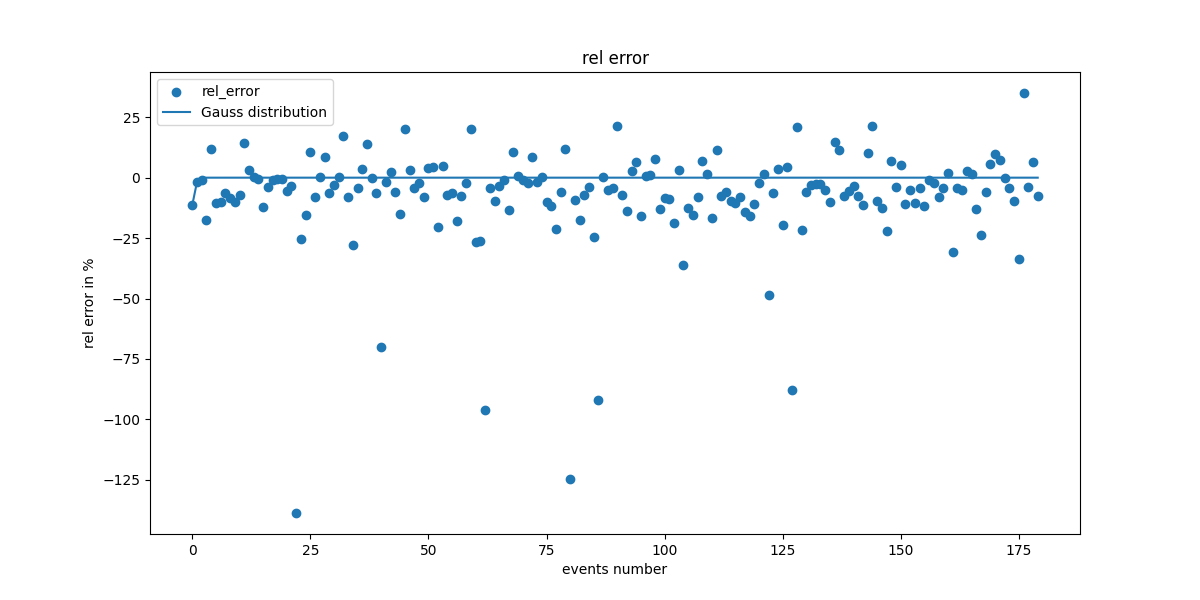 rel error
rel_error
Gauss distribution
25
0
−25
−50
−75
−100
−125
rel error in %
0 25 50 75 100 125 150 175
events number